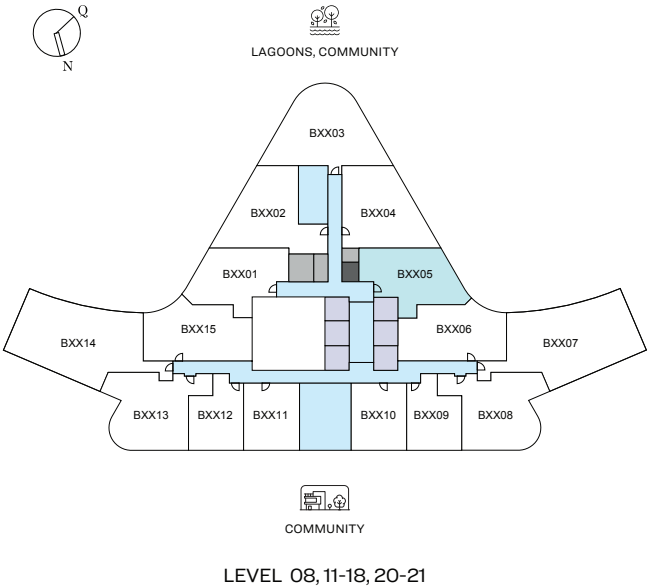 Q
N
LAGOONS, COMMUNITY
BXX03
BXX02
BXX04
BXX01
BXX05
BXX15
BXX06
BXX14
BXX07
BXX13
BXX12
BXX11
BXX10
BXX09
BXX08
COMMUNITY
LEVEL 08, 11-18, 20-21